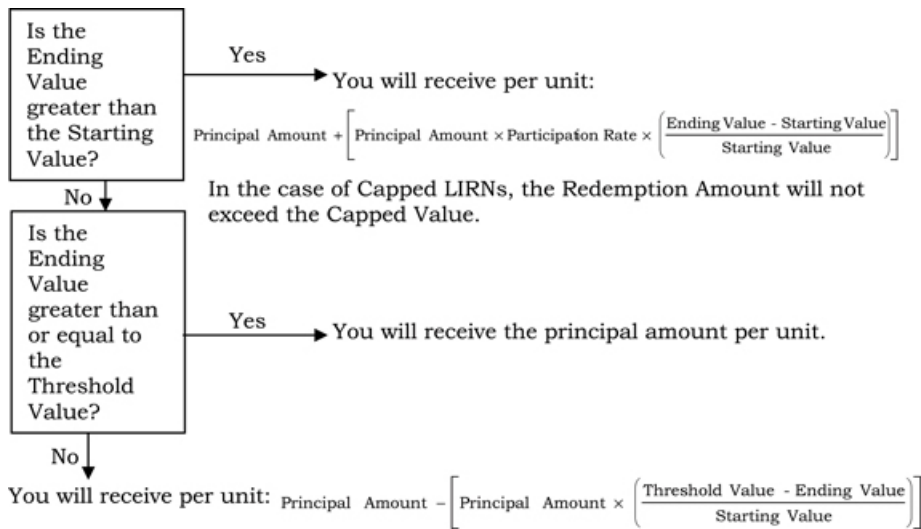 Is the
Ending
Value
greater than
the Starting
Value?
Yes
You will receive per unit:
Principal Amount + [Principal Amount × Participation Rate × (Ending Value - Starting Value / Starting Value)]
In the case of Capped LIRNs, the Redemption Amount will not
exceed the Capped Value.
No
Is the
Ending
Value
greater than
or equal to
the
Threshold
Value?
Yes
You will receive the principal amount per unit.
No
You will receive per unit: Principal Amount − [Principal Amount × (Threshold Value - Ending Value / Starting Value)]